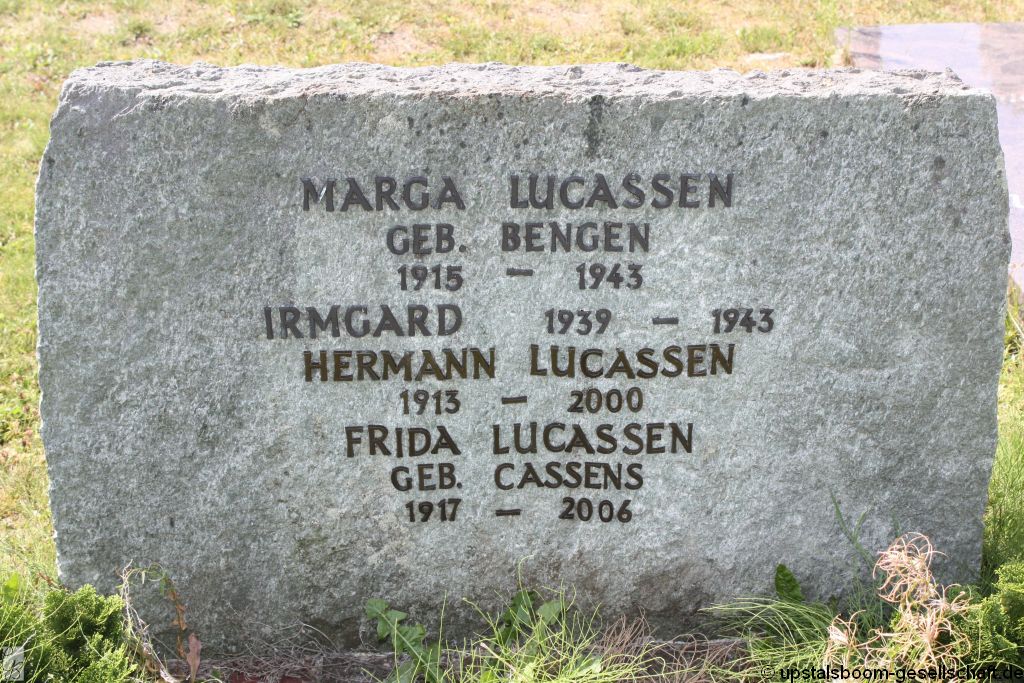 MARGA LUCASSEN
GEB. BENGEN
1915 – 1943
IRMGARD 1939 – 1943
HERMANN LUCASSEN
1913 – 2000
FRIDA LUCASSEN
GEB. CASSENS
1917 – 2006
© upstalsboom-gesellschaft.de